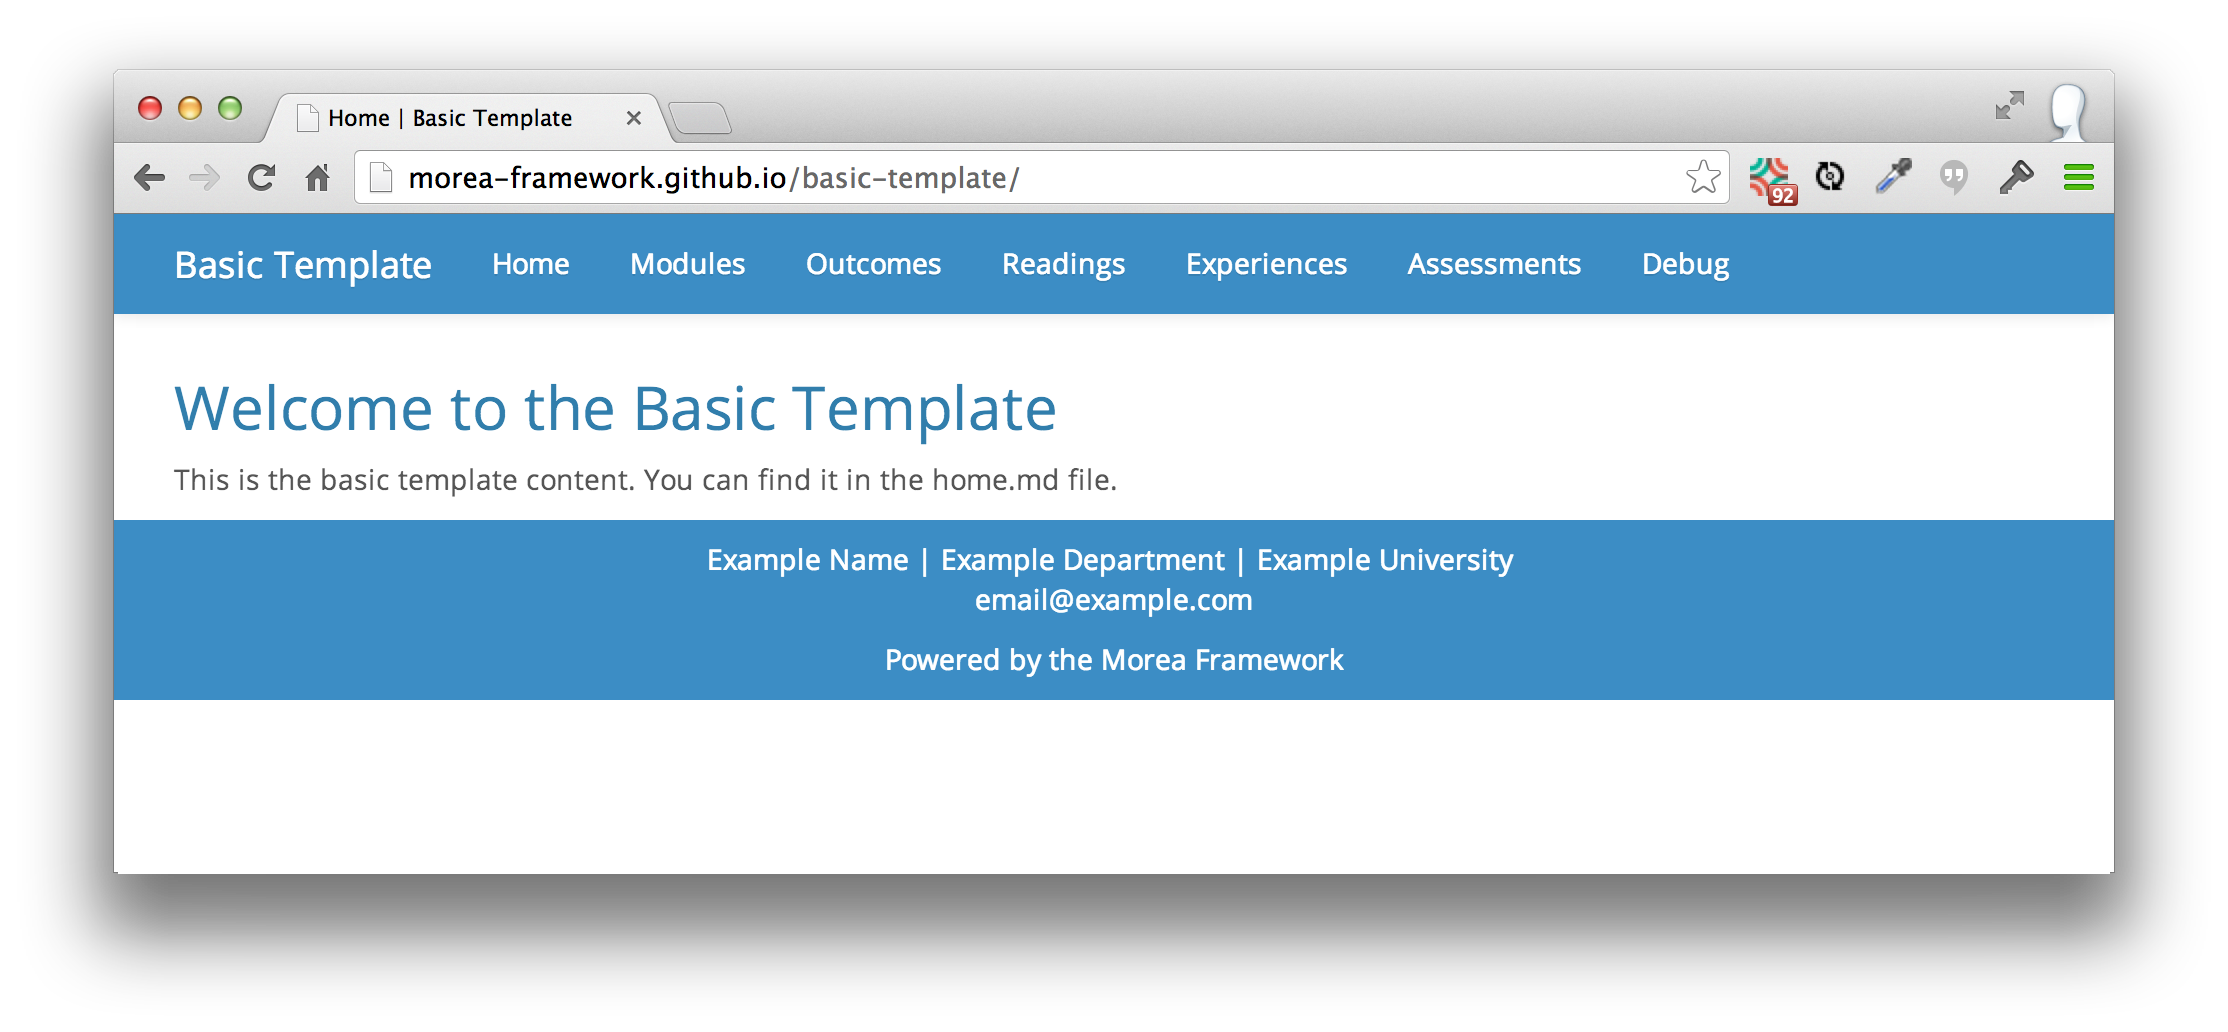 Home | Basic Template
morea-framework.github.io/basic-template/
92
Basic Template Home Modules Outcomes Readings Experiences Assessments Debug
Welcome to the Basic Template
This is the basic template content. You can find it in the home.md file.
Example Name | Example Department | Example University
email@example.com
Powered by the Morea Framework